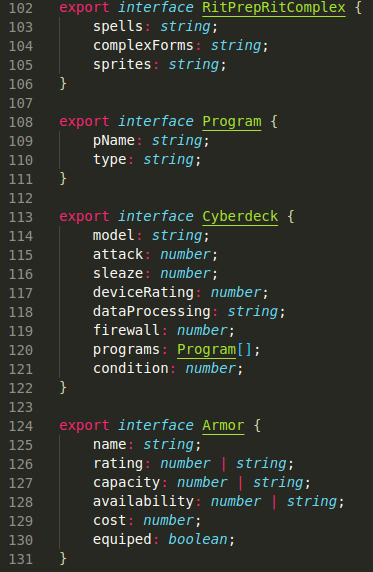 102 export interface RitPrepRitComplex {
103     spells: string;
104     complexForms: string;
105     sprites: string;
106 }
107
108 export interface Program {
109     pName: string;
110     type: string;
111 }
112
113 export interface Cyberdeck {
114     model: string;
115     attack: number;
116     sleaze: number;
117     deviceRating: number;
118     dataProcessing: string;
119     firewall: number;
120     programs: Program[];
121     condition: number;
122 }
123
124 export interface Armor {
125     name: string;
126     rating: number | string;
127     capacity: number | string;
128     availability: number | string;
129     cost: number;
130     equiped: boolean;
131 }